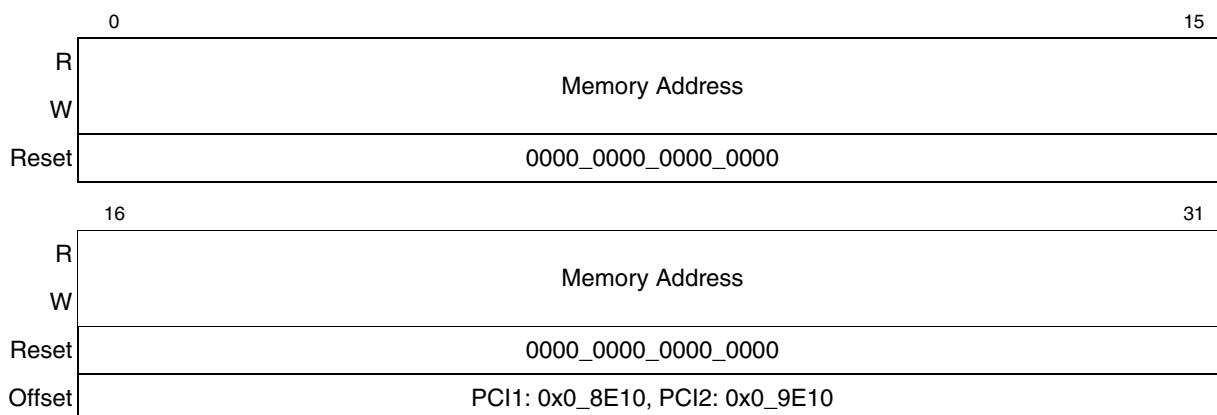 0 15
R
Memory Address
W
Reset 0000_0000_0000_0000
16 31
R
Memory Address
W
Reset 0000_0000_0000_0000
Offset PCI1: 0x0_8E10, PCI2: 0x0_9E10